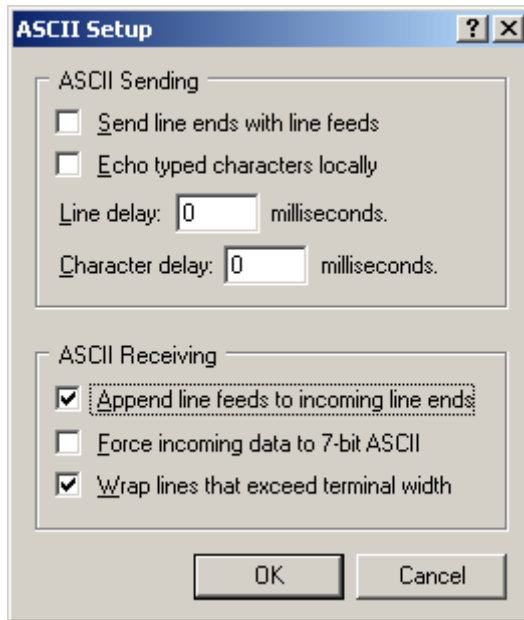 ASCII Setup
ASCII Sending
Send line ends with line feeds
Echo typed characters locally
Line delay: 0 milliseconds.
Character delay: 0 milliseconds.
ASCII Receiving
Append line feeds to incoming line ends
Force incoming data to 7-bit ASCII
Wrap lines that exceed terminal width
OK Cancel